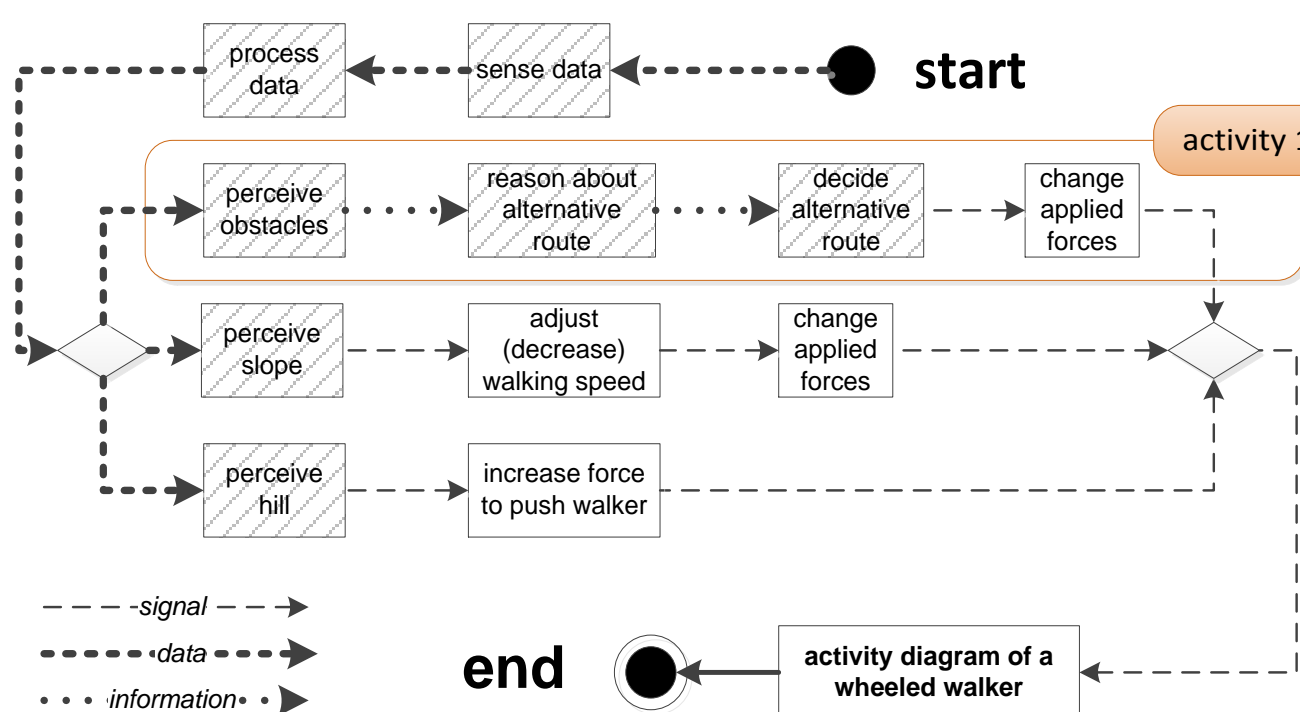 process
data
sense data
start
activity 1
perceive
obstacles
reason about
alternative
route
decide
alternative
route
change
applied
forces
perceive
slope
adjust
(decrease)
walking speed
change
applied
forces
perceive
hill
increase force
to push walker
signal
data
information
end
activity diagram of a
wheeled walker